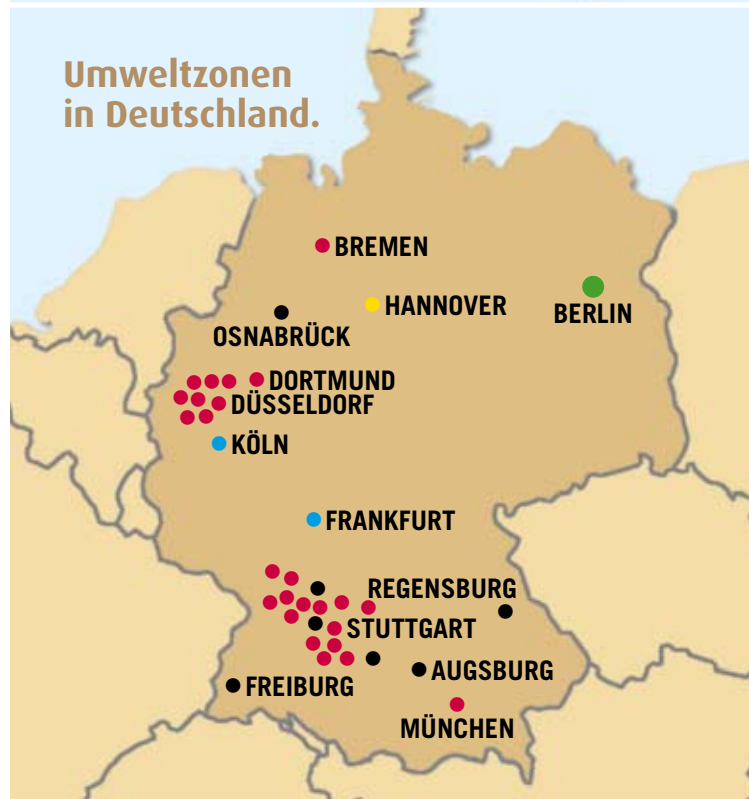 Umweltzonen
in Deutschland.
BREMEN
HANNOVER
BERLIN
OSNABRÜCK
DORTMUND
DÜSSELDORF
KÖLN
FRANKFURT
REGENSBURG
STUTTGART
AUGSBURG
FREIBURG
MÜNCHEN